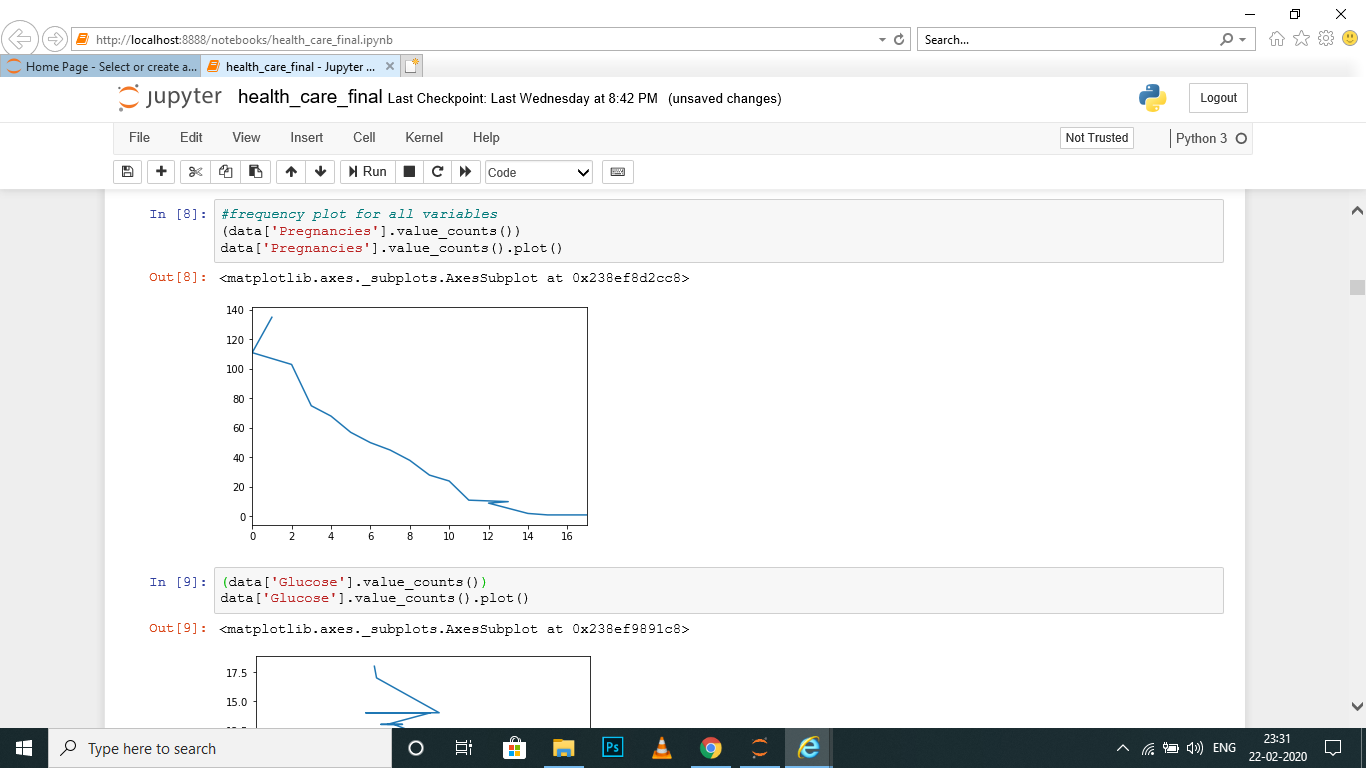 http://localhost:8888/notebooks/health_care_final.ipynb
Search...
Home Page - Select or create a...
health_care_final - Jupyter ...
jupyter health_care_final Last Checkpoint: Last Wednesday at 8:42 PM (unsaved changes)
Logout
File Edit View Insert Cell Kernel Help
Not Trusted
Python 3
Run
Code
In [8]:
#frequency plot for all variables
(data['Pregnancies'].value_counts())
data['Pregnancies'].value_counts().plot()
Out[8]: <matplotlib.axes._subplots.AxesSubplot at 0x238ef8d2cc8>
140
120
100
80
60
40
20
0
0 2 4 6 8 10 12 14 16
In [9]:
(data['Glucose'].value_counts())
data['Glucose'].value_counts().plot()
Out[9]: <matplotlib.axes._subplots.AxesSubplot at 0x238ef9891c8>
17.5
15.0
Type here to search
Ps
ENG
23:31
22-02-2020